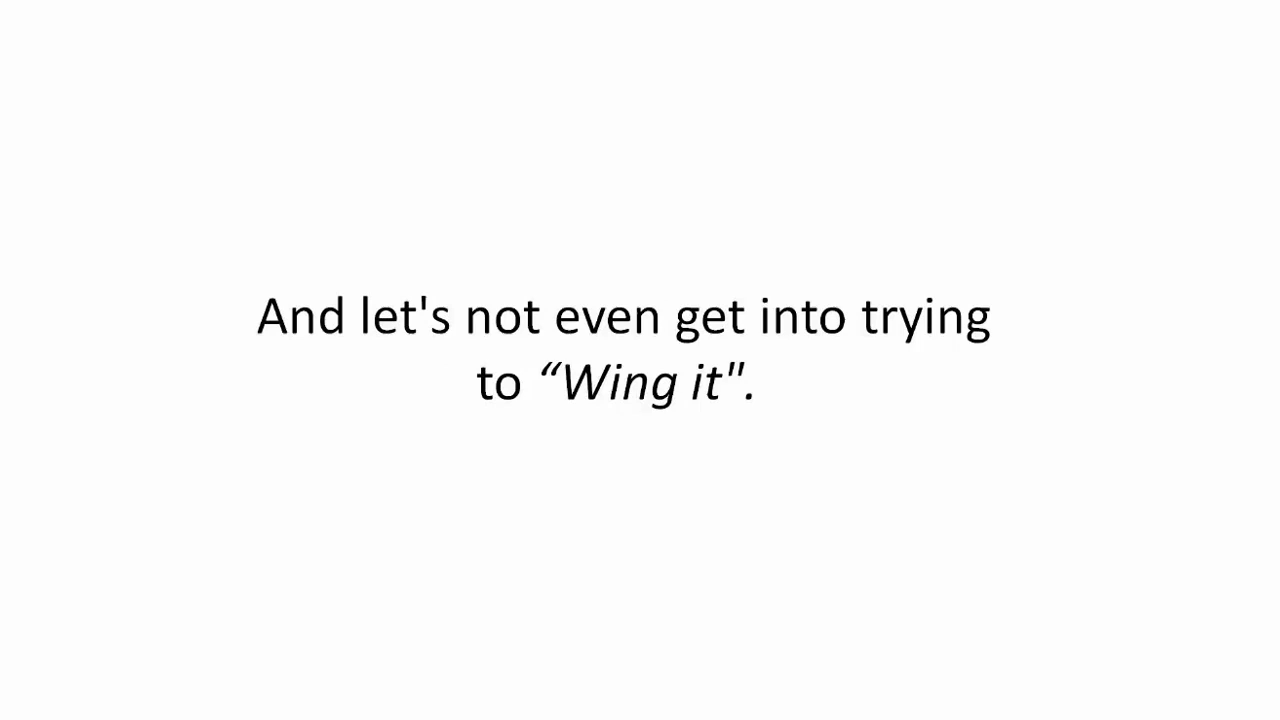 And let's not even get into trying
to “Wing it".